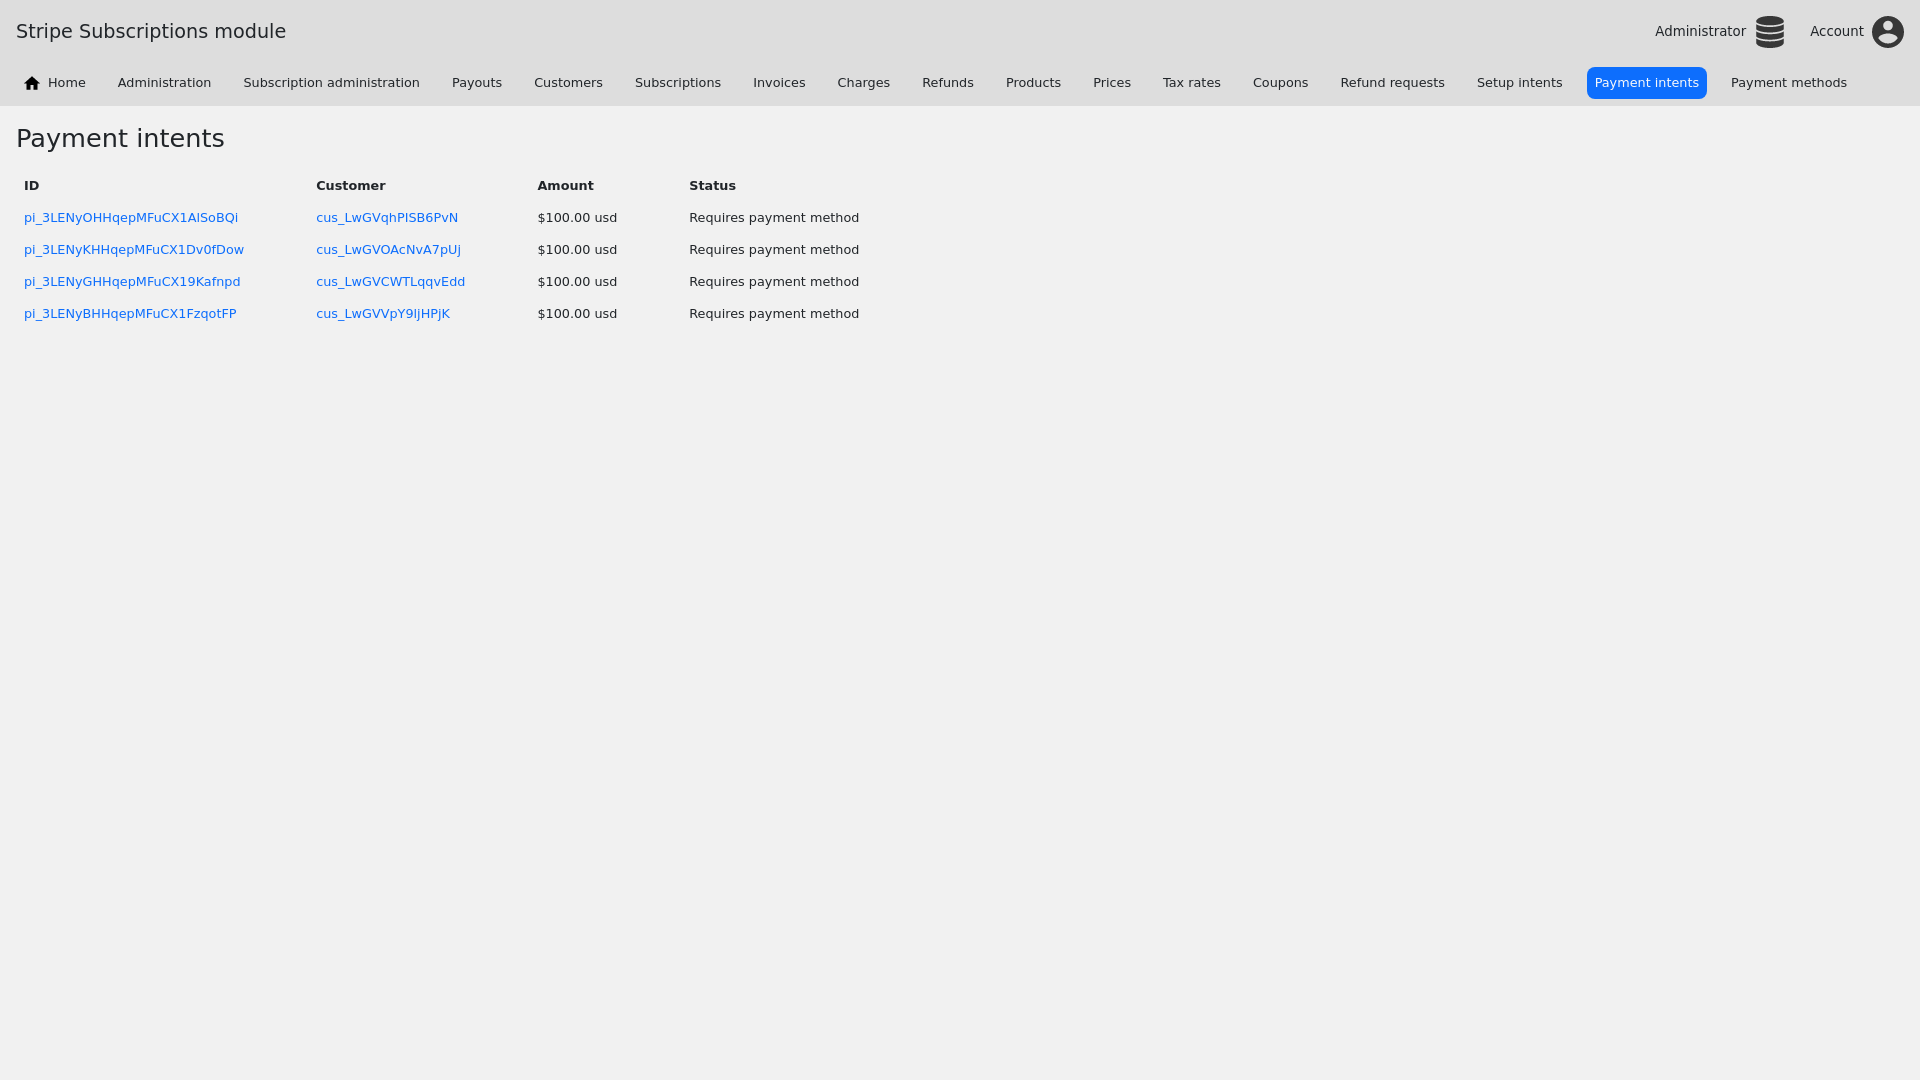 Stripe Subscriptions module
Administrator
Account
Home Administration Subscription administration Payouts Customers Subscriptions Invoices Charges Refunds Products Prices Tax rates Coupons Refund requests Setup intents Payment intents Payment methods
Payment intents
ID Customer Amount Status
pi_3LENyOHHqepMFuCX1AlSoBQi cus_LwGVqhPISB6PvN $100.00 usd Requires payment method
pi_3LENyKHHqepMFuCX1Dv0fDow cus_LwGVOAcNvA7pUj $100.00 usd Requires payment method
pi_3LENyGHHqepMFuCX19Kafnpd cus_LwGVCWTLqqvEdd $100.00 usd Requires payment method
pi_3LENyBHHqepMFuCX1FzqotFP cus_LwGVVpY9ljHPjK $100.00 usd Requires payment method